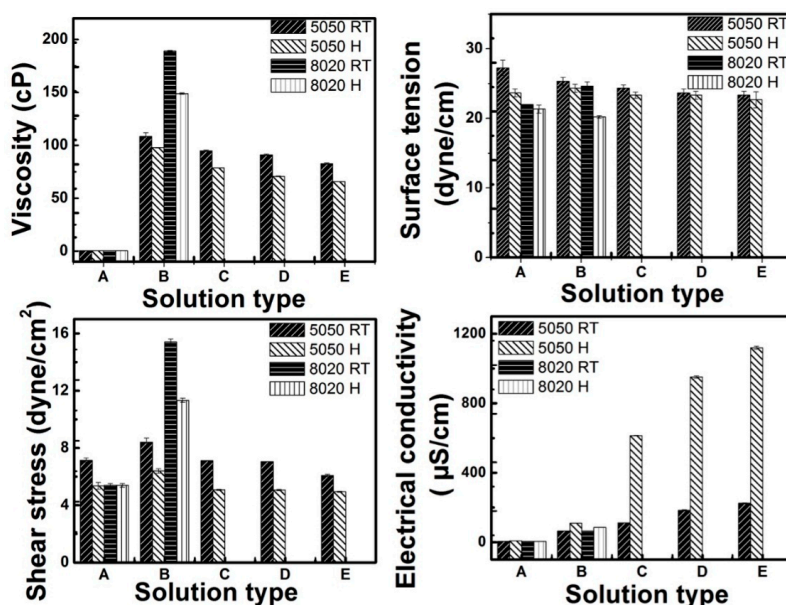 Viscosity (cP)
200
150
100
50
0
5050 RT
5050 H
8020 RT
8020 H
A B C D E
Solution type
Surface tension
(dyne/cm)
30
20
10
0
5050 RT
5050 H
8020 RT
8020 H
A B C D E
Solution type
Shear stress (dyne/cm²)
16
12
8
4
0
5050 RT
5050 H
8020 RT
8020 H
A B C D E
Solution type
Electrical conductivity
( µS/cm)
1200
800
400
0
5050 RT
5050 H
8020 RT
8020 H
A B C D E
Solution type